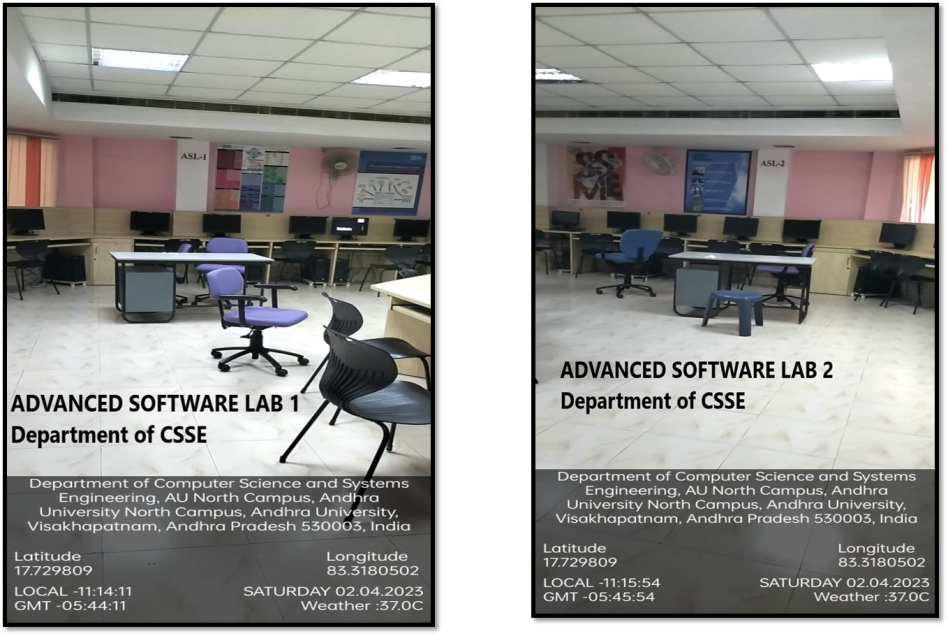 ASL-1
ADVANCED SOFTWARE LAB 1
Department of CSSE
Department of Computer Science and Systems
Engineering, AU North Campus, Andhra
University North Campus, Andhra University,
Visakhapatnam, Andhra Pradesh 530003, India
Latitude
17.729809
Longitude
83.3180502
LOCAL -11:14:11
GMT -05:44:11
SATURDAY 02.04.2023
Weather :37.0C
ASL-2
ADVANCED SOFTWARE LAB 2
Department of CSSE
Department of Computer Science and Systems
Engineering, AU North Campus, Andhra
University North Campus, Andhra University,
Visakhapatnam, Andhra Pradesh 530003, India
Latitude
17.729809
Longitude
83.3180502
LOCAL -11:15:54
GMT -05:45:54
SATURDAY 02.04.2023
Weather :37.0C